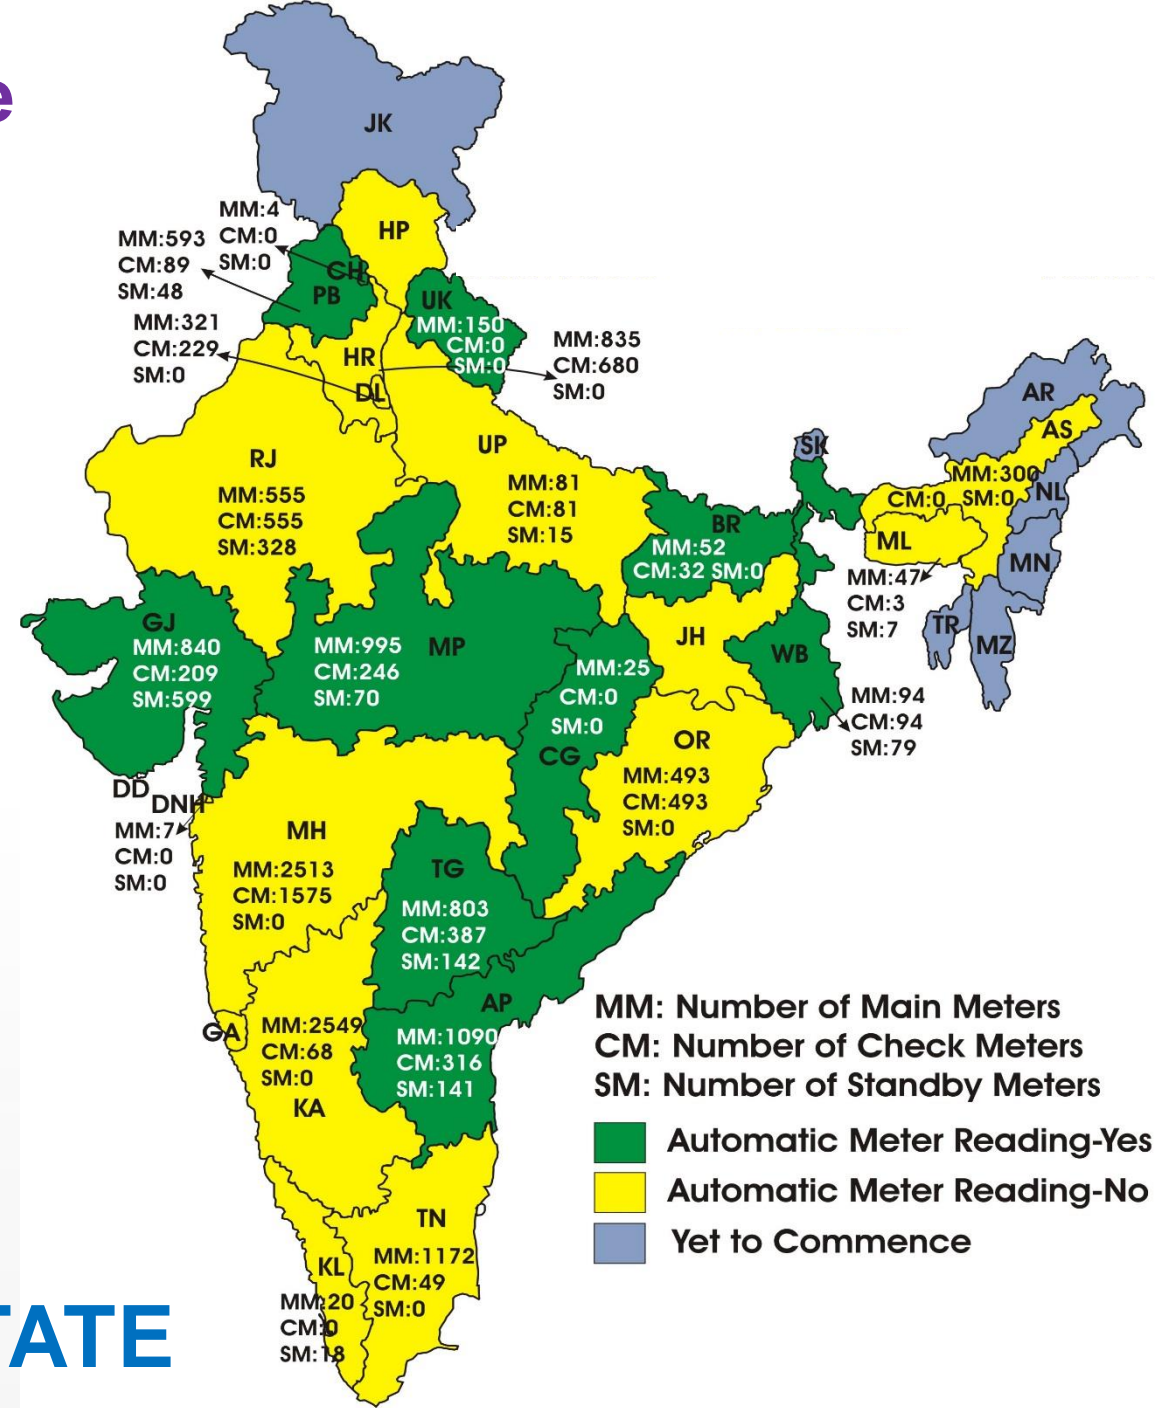 e
JK
MM:4
CM:0
SM:0
HP
MM:593
CM:89
SM:48
CH
PB
UK
MM:150
CM:0
SM:0
MM:321
CM:229
SM:0
HR
DL
MM:835
CM:680
SM:0
AR
AS
MM:300
CM:0 SM:0
NL
SK
UP
MM:81
CM:81
SM:15
RJ
MM:555
CM:555
SM:328
BR
MM:52
CM:32 SM:0
ML
MN
MM:47
CM:3
SM:7
TR
MZ
GJ
MM:840
CM:209
SM:599
MP
MM:995
CM:246
SM:70
JH
WB
MM:25
CM:0
SM:0
CG
MM:94
CM:94
SM:79
OR
MM:493
CM:493
SM:0
DD
DNH
MM:7
CM:0
SM:0
MH
MM:2513
CM:1575
SM:0
TG
MM:803
CM:387
SM:142
AP
MM:1090
CM:316
SM:141
GA
MM:2549
CM:68
SM:0
KA
MM: Number of Main Meters
CM: Number of Check Meters
SM: Number of Standby Meters
Automatic Meter Reading-Yes
Automatic Meter Reading-No
Yet to Commence
TN
MM:1172
CM:49
SM:0
KL
MM:20
CM:0
SM:18
TATE